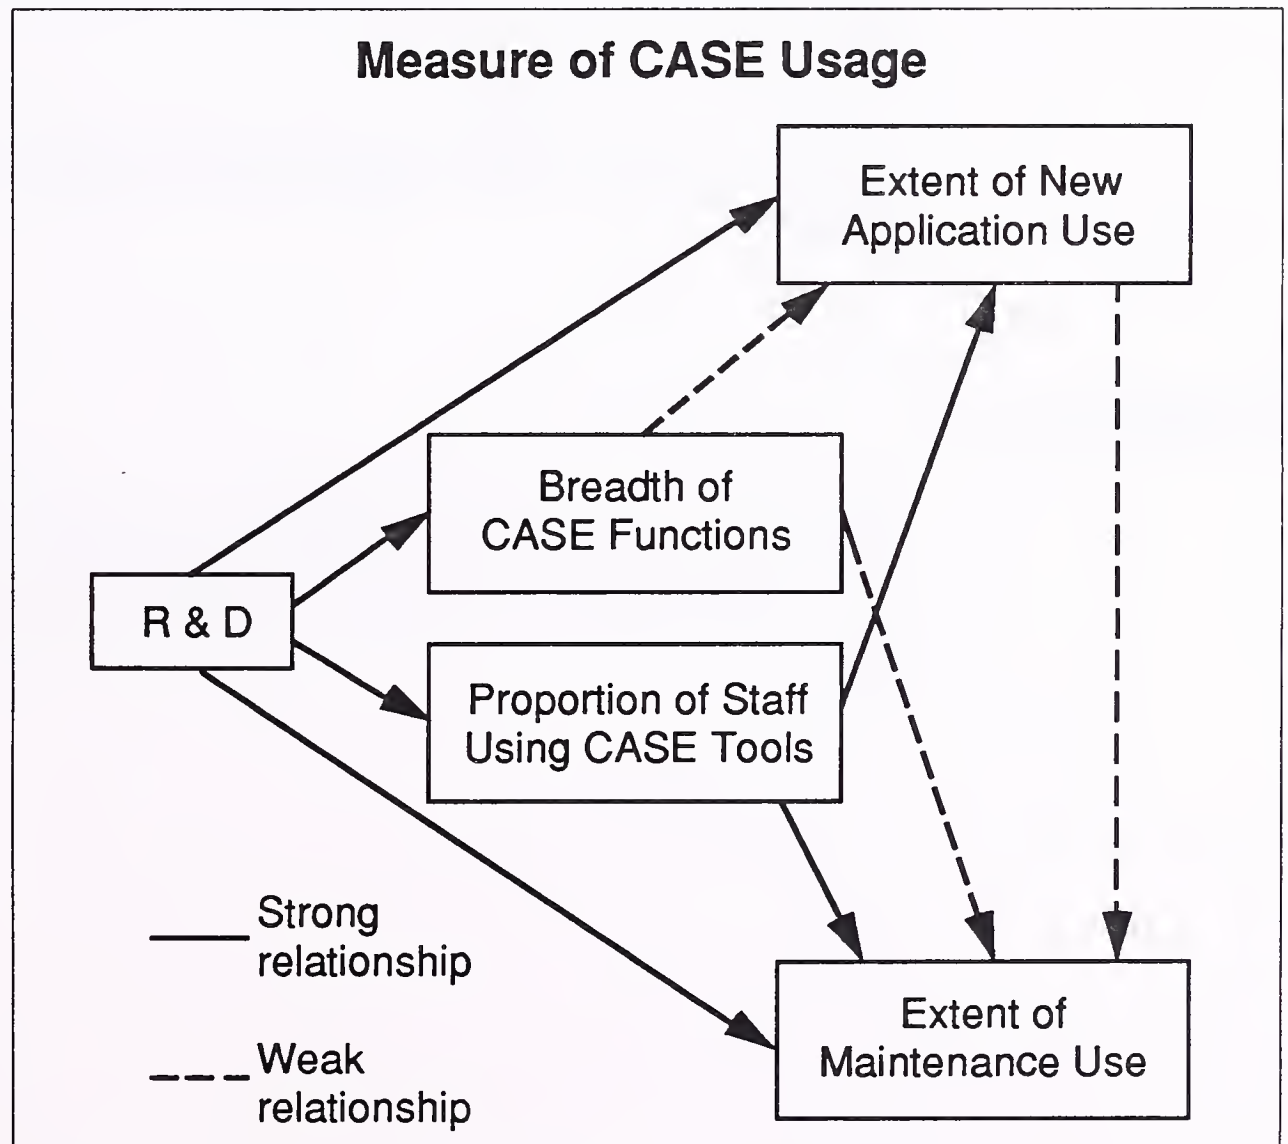 Measure of CASE Usage
Extent of New
Application Use
Breadth of
CASE Functions
R & D
Proportion of Staff
Using CASE Tools
Strong
relationship
Extent of
Maintenance Use
Weak
relationship